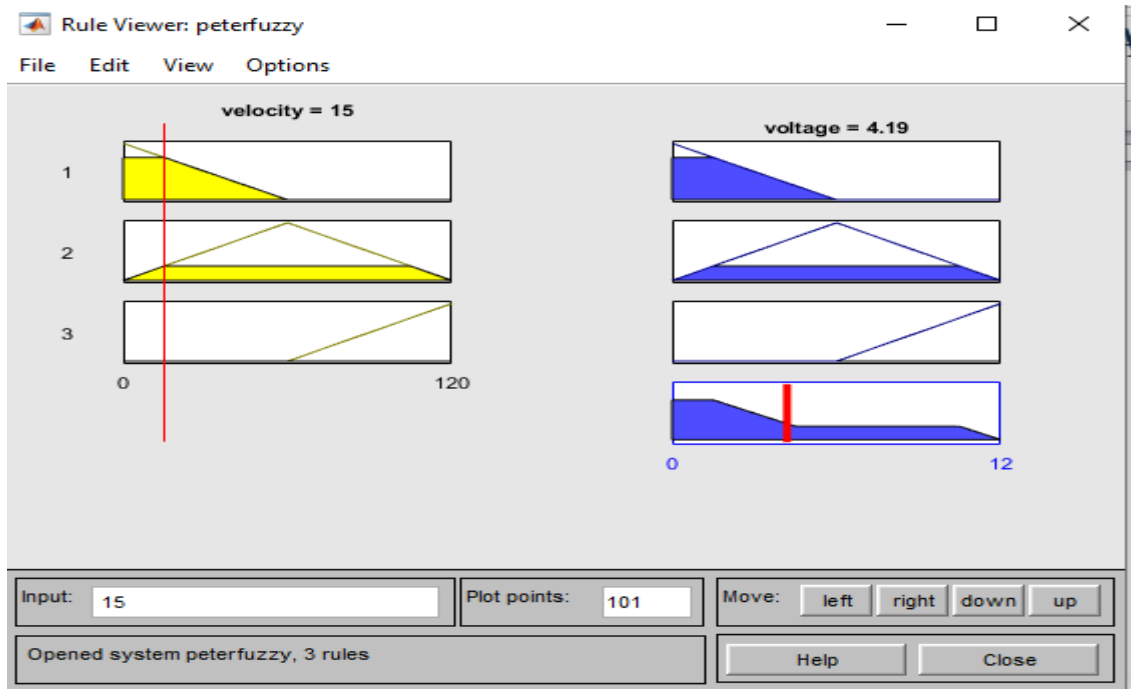 Rule Viewer: peterfuzzy
File Edit View Options
velocity = 15
voltage = 4.19
1
2
3
0 120
0 12
Input: 15 Plot points: 101 Move: left right down up
Opened system peterfuzzy, 3 rules Help Close